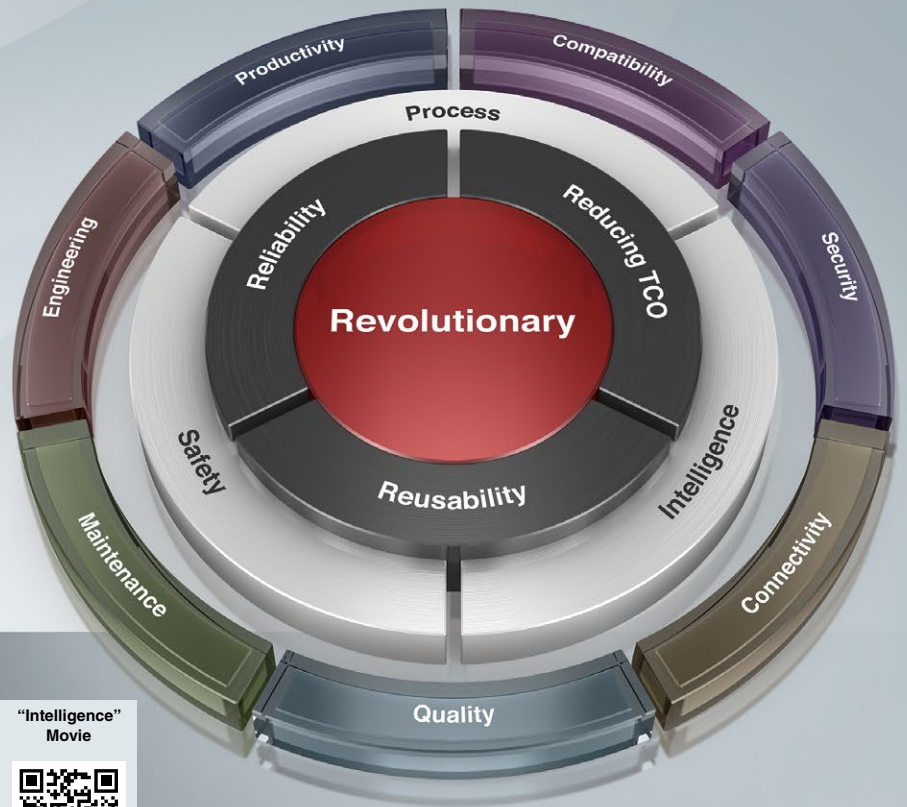 Productivity
Compatibility
Process
Engineering
Reliability
Reducing TCO
Security
Revolutionary
Safety
Reusability
Intelligence
Maintenance
Connectivity
Quality
“Intelligence”
Movie